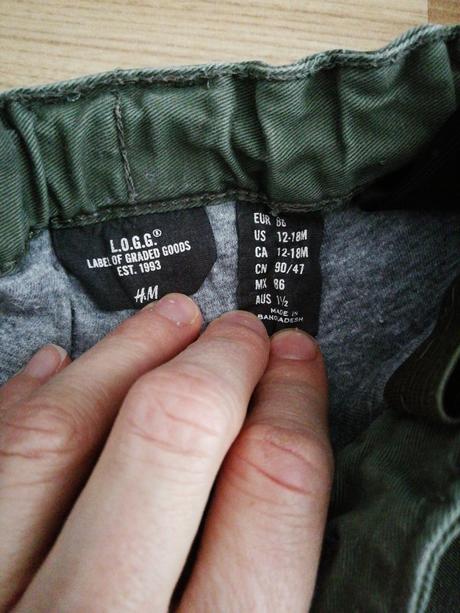 L.O.G.G.®
LABEL OF GRADED GOODS
EST. 1993
H&M
EUR 86
US 12-18M
CA 12-18M
CN 90/47
MX 86
AUS 1½
MADE IN
BANGLADESH